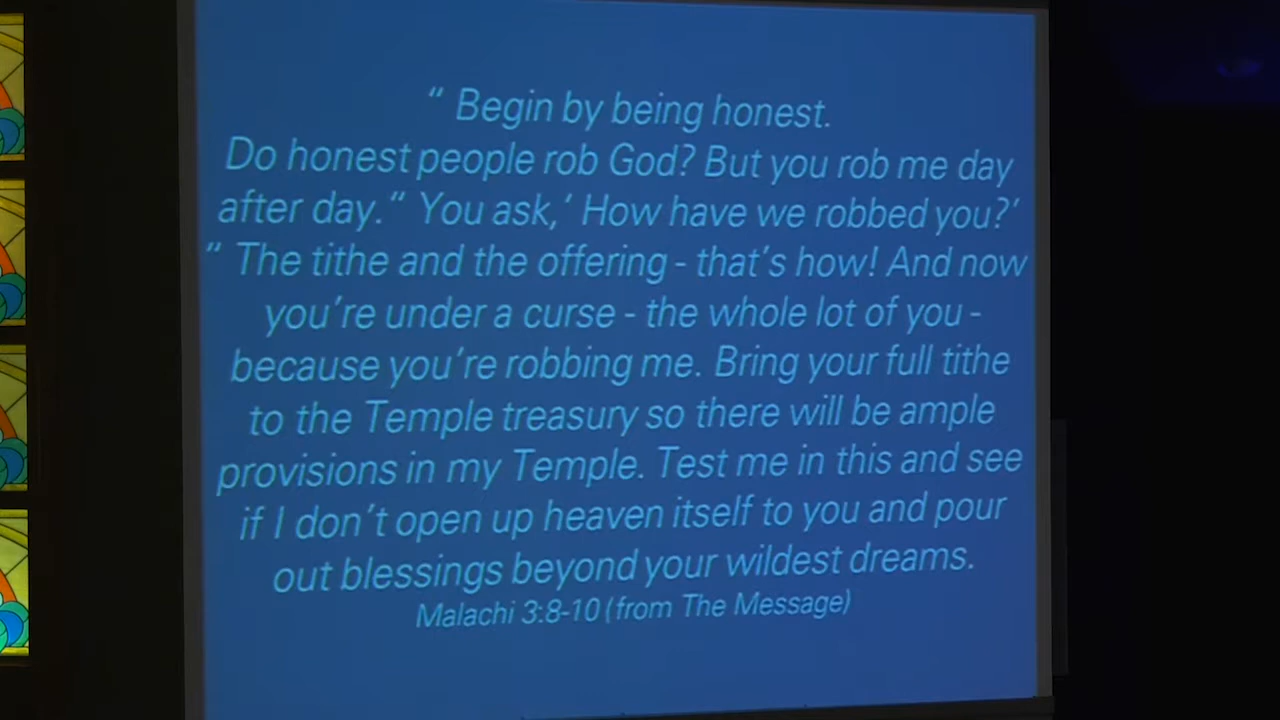 “ Begin by being honest.
Do honest people rob God? But you rob me day
after day.“ You ask,‘ How have we robbed you?’
“ The tithe and the offering - that’s how! And now
you’re under a curse - the whole lot of you -
because you’re robbing me. Bring your full tithe
to the Temple treasury so there will be ample
provisions in my Temple. Test me in this and see
if I don’t open up heaven itself to you and pour
out blessings beyond your wildest dreams.
Malachi 3:8-10 (from The Message)